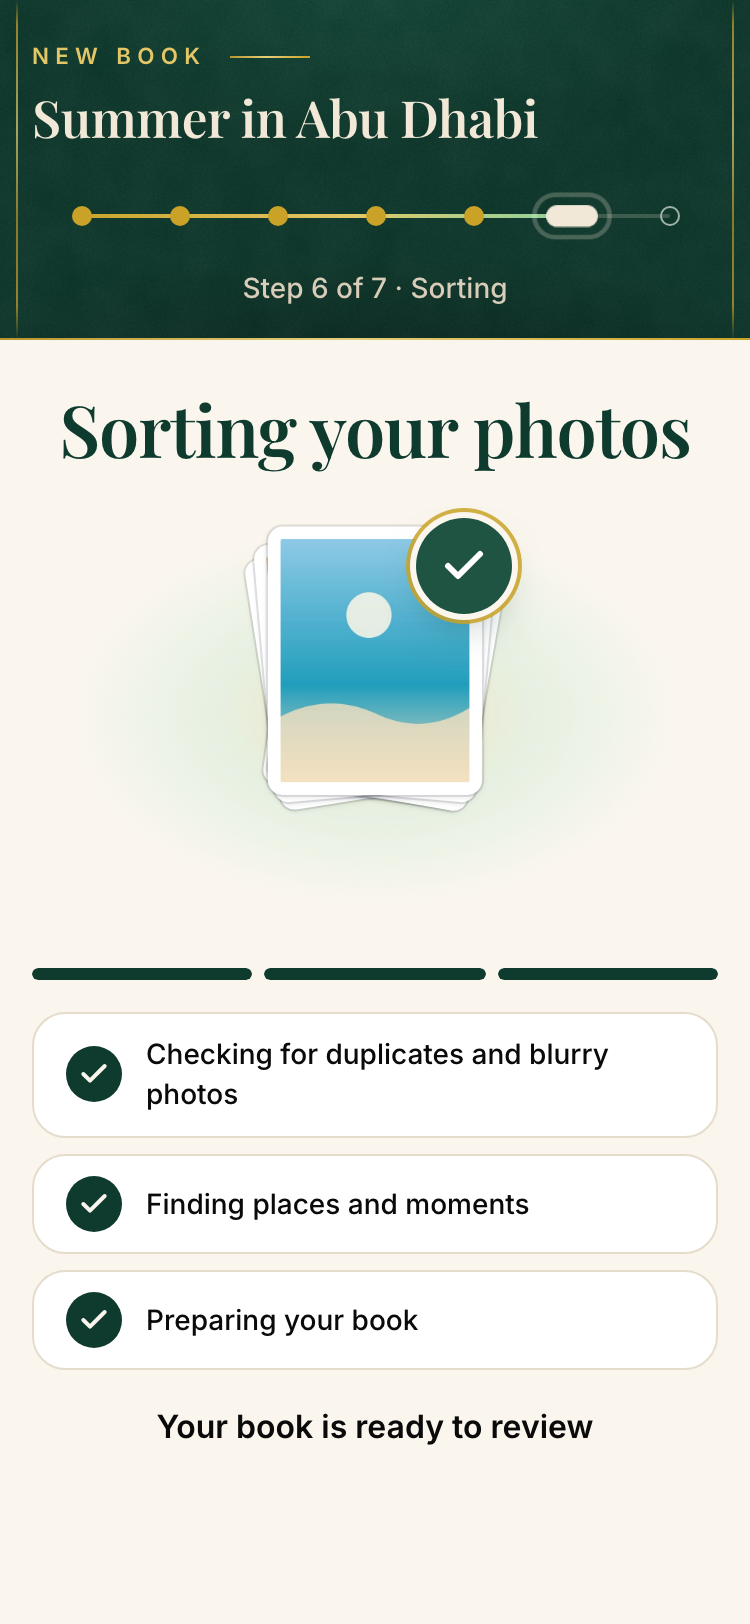 NEW BOOK
Summer in Abu Dhabi
Step 6 of 7 · Sorting
Sorting your photos
Checking for duplicates and blurry
photos
Finding places and moments
Preparing your book
Your book is ready to review